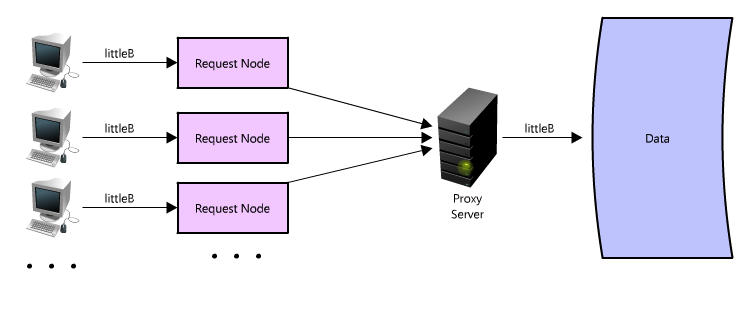 littleB
Request Node
littleB
Request Node
littleB
Request Node
Proxy
Server
littleB
Data